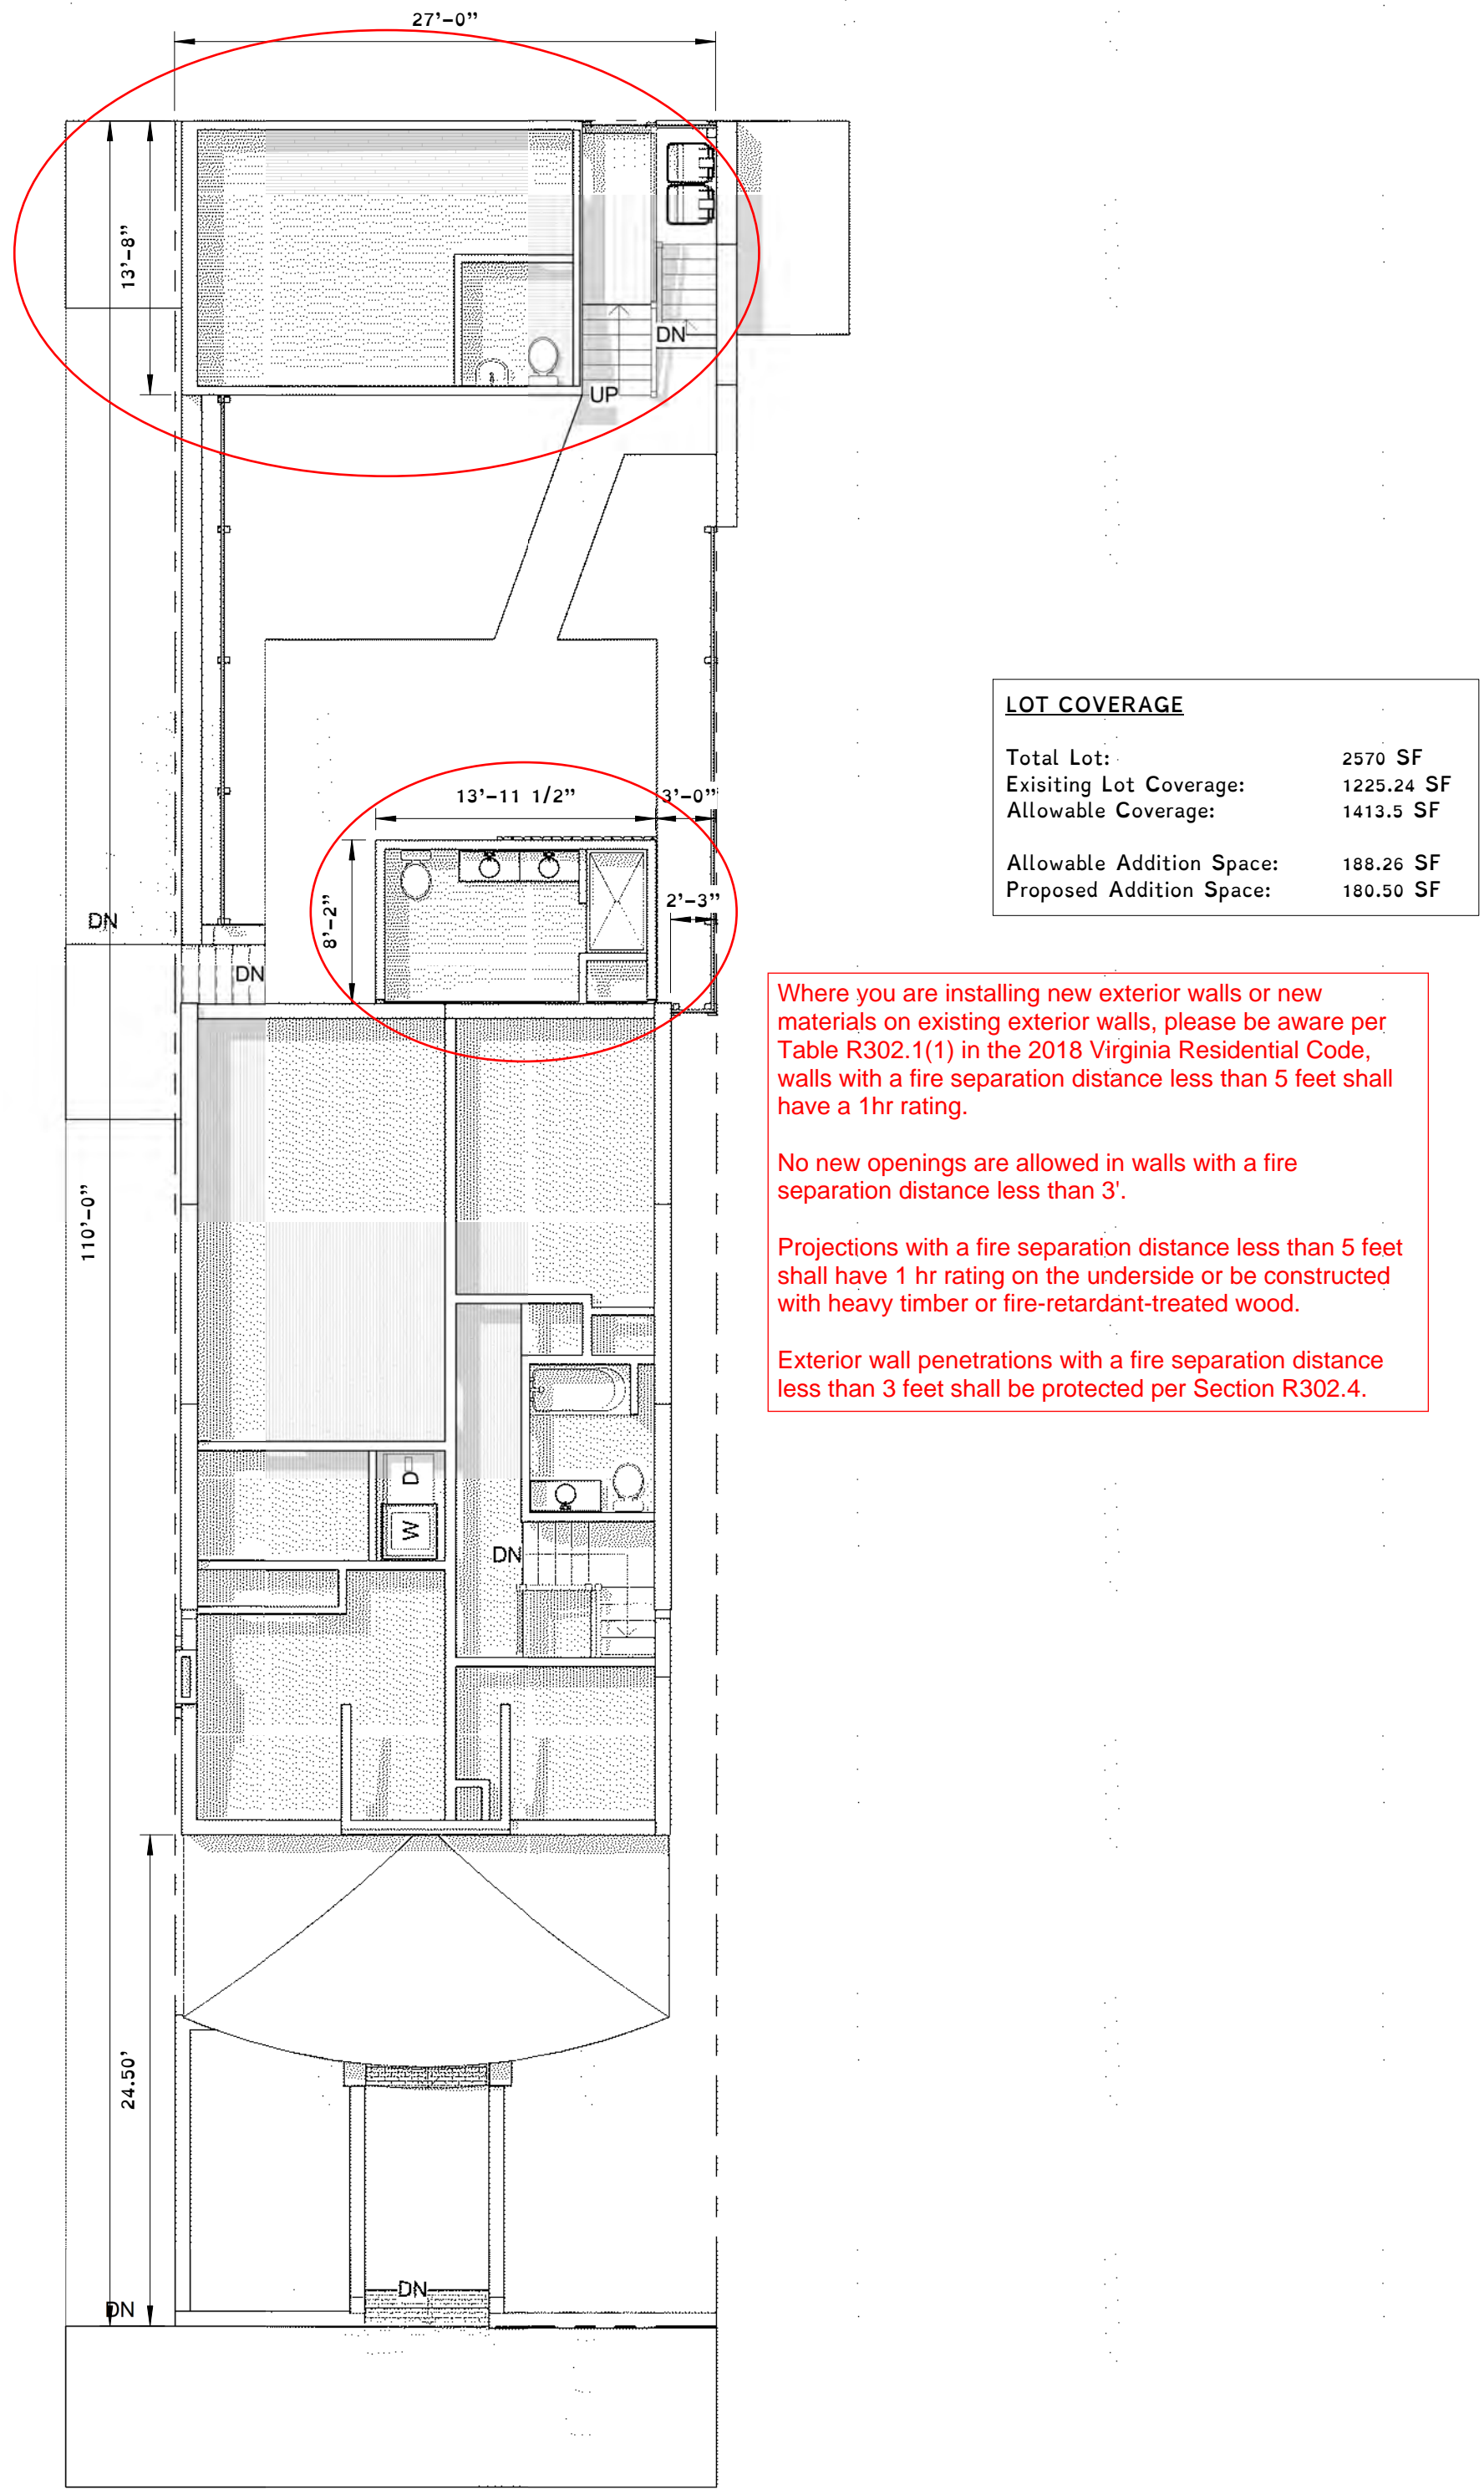 27'-0"
13'-8"
DN
UP
LOT COVERAGE
Total Lot: 2570 SF
Exisiting Lot Coverage: 1225.24 SF
Allowable Coverage: 1413.5 SF
Allowable Addition Space: 188.26 SF
Proposed Addition Space: 180.50 SF
13'-11 1/2" 3'-0"
8'-2"
2'-3"
DN
DN
Where you are installing new exterior walls or new
materials on existing exterior walls, please be aware per
Table R302.1(1) in the 2018 Virginia Residential Code,
walls with a fire separation distance less than 5 feet shall
have a 1hr rating.
No new openings are allowed in walls with a fire
separation distance less than 3'.
Projections with a fire separation distance less than 5 feet
shall have 1 hr rating on the underside or be constructed
with heavy timber or fire-retardant-treated wood.
Exterior wall penetrations with a fire separation distance
less than 3 feet shall be protected per Section R302.4.
110'-0"
D
W
DN
24.50'
DN
DN